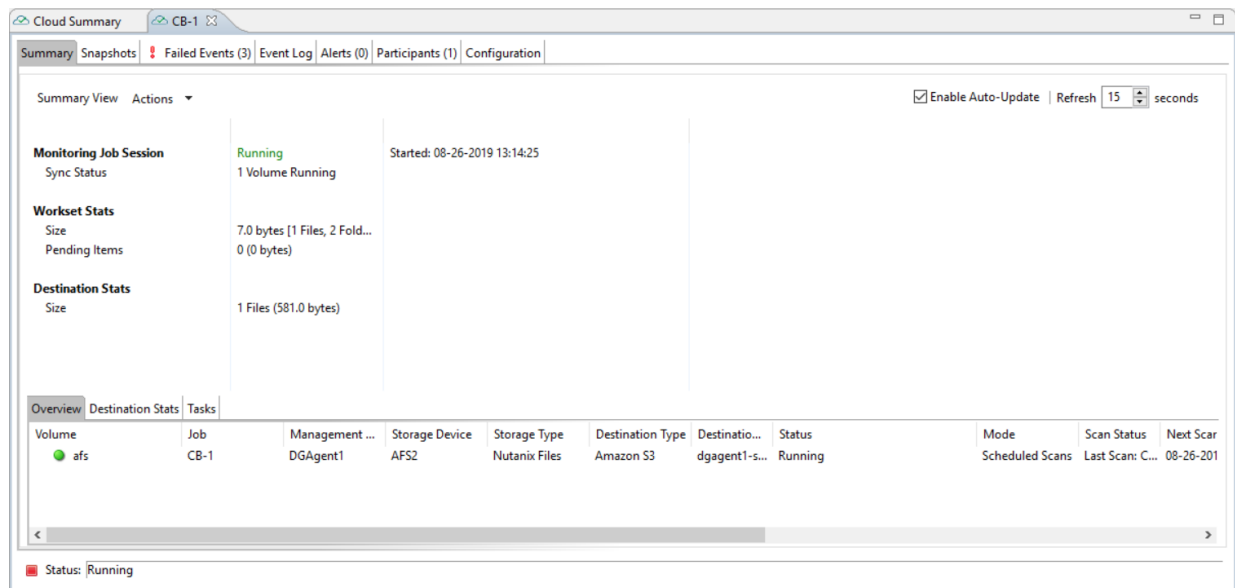 Cloud Summary CB-1
Summary Snapshots Failed Events (3) Event Log Alerts (0) Participants (1) Configuration
Summary View Actions Enable Auto-Update Refresh 15 seconds
Monitoring Job Session Running Started: 08-26-2019 13:14:25
Sync Status 1 Volume Running
Workset Stats
Size 7.0 bytes [1 Files, 2 Fold...
Pending Items 0 (0 bytes)
Destination Stats
Size 1 Files (581.0 bytes)
Overview Destination Stats Tasks
Volume Job Management ... Storage Device Storage Type Destination Type Destinatio... Status Mode Scan Status Next Scar
afs CB-1 DGAgent1 AFS2 Nutanix Files Amazon S3 dgagent1-s... Running Scheduled Scans Last Scan: C... 08-26-201
Status: Running